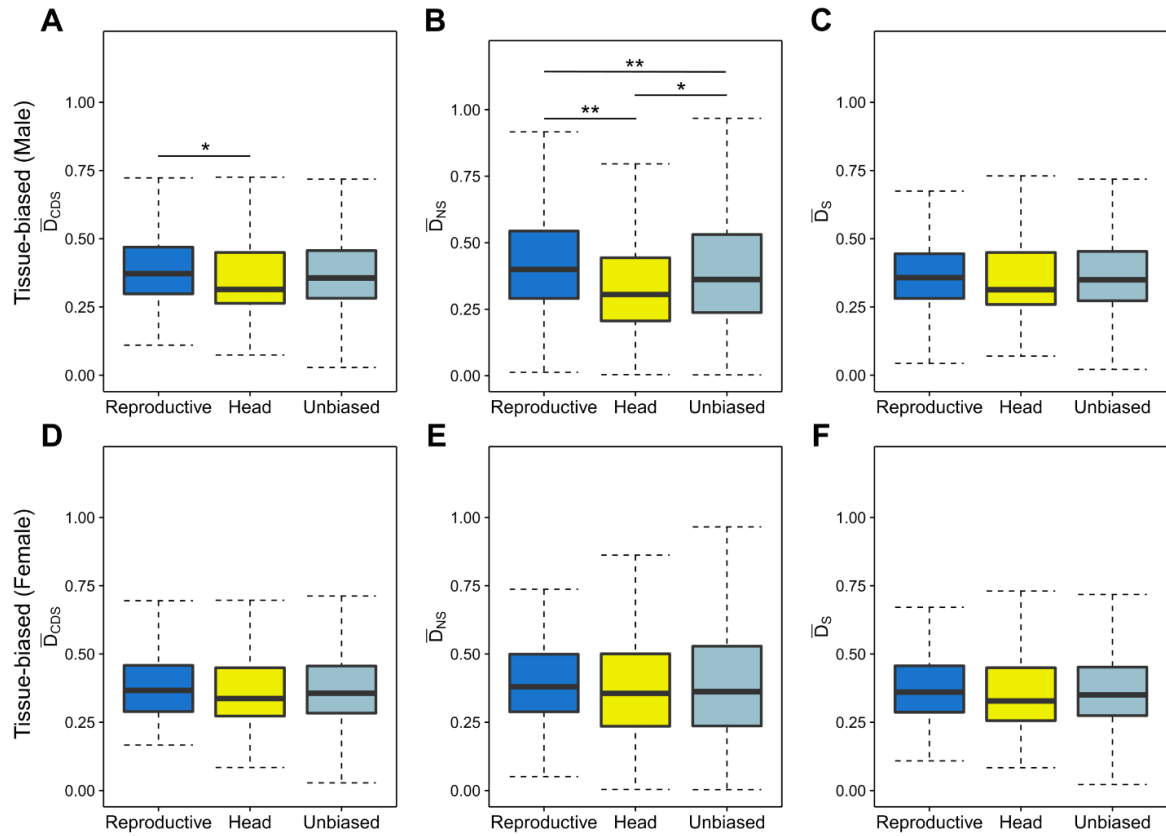 A
B
C
Tissue-biased (Male)
D̅CDS
1.00
0.75
0.50
0.25
0.00
*
Reproductive Head Unbiased
D̅NS
1.00
0.75
0.50
0.25
0.00
**
*
**
Reproductive Head Unbiased
D̅S
1.00
0.75
0.50
0.25
0.00
Reproductive Head Unbiased
D
E
F
Tissue-biased (Female)
D̅CDS
1.00
0.75
0.50
0.25
0.00
Reproductive Head Unbiased
D̅NS
1.00
0.75
0.50
0.25
0.00
Reproductive Head Unbiased
D̅S
1.00
0.75
0.50
0.25
0.00
Reproductive Head Unbiased